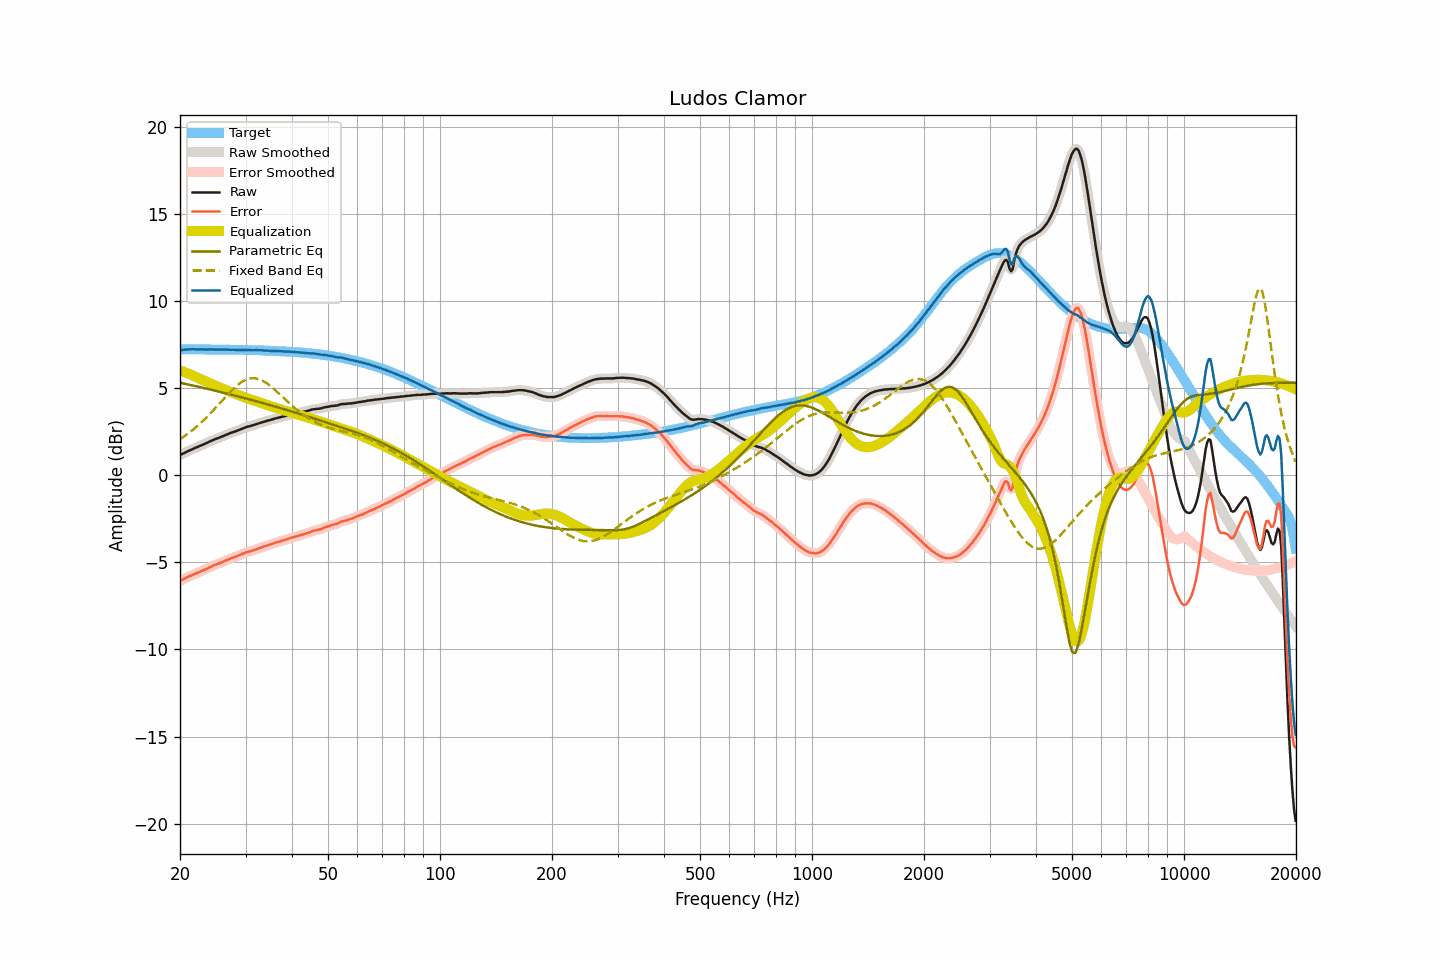 Ludos Clamor
Target
Raw Smoothed
Error Smoothed
Raw
Error
Equalization
Parametric Eq
Fixed Band Eq
Equalized
20
15
10
5
0
−5
−10
−15
−20
Amplitude (dBr)
20 50 100 200 500 1000 2000 5000 10000 20000
Frequency (Hz)